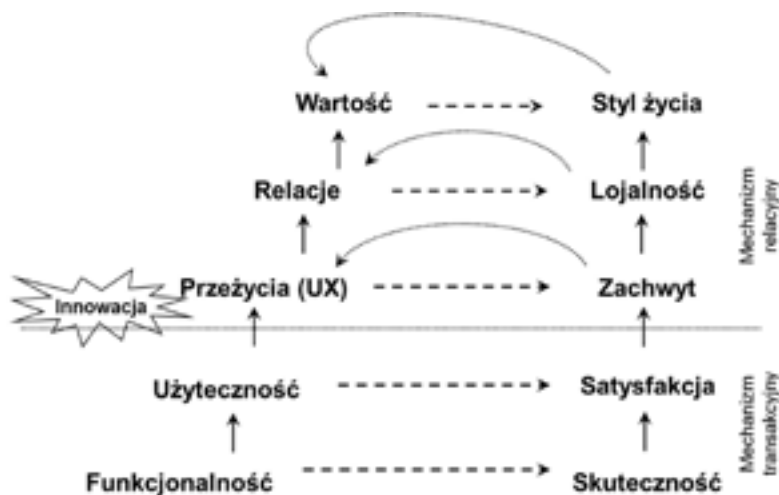 Wartość Styl życia
Relacje Lojalność
Mechanizm
relacyjny
Przeżycia (UX) Zachwyt
Innowacja
Użyteczność Satysfakcja
Mechanizm
transakcyjny
Funkcjonalność Skuteczność